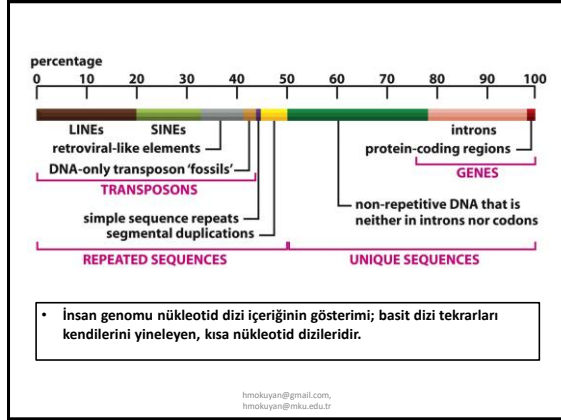 percentage
0 10 20 30 40 50 60 70 80 90 100
LINEs SINEs introns
retroviral-like elements protein-coding regions
DNA-only transposon ‘fossils’ GENES
TRANSPOSONS
simple sequence repeats non-repetitive DNA that is
segmental duplications neither in introns nor codons
REPEATED SEQUENCES UNIQUE SEQUENCES
• İnsan genomu nükleotid dizi içeriğinin gösterimi; basit dizi tekrarları
kendilerini yineleyen, kısa nükleotid dizileridir.
hmokuyan@gmail.com,
hmokuyan@mku.edu.tr